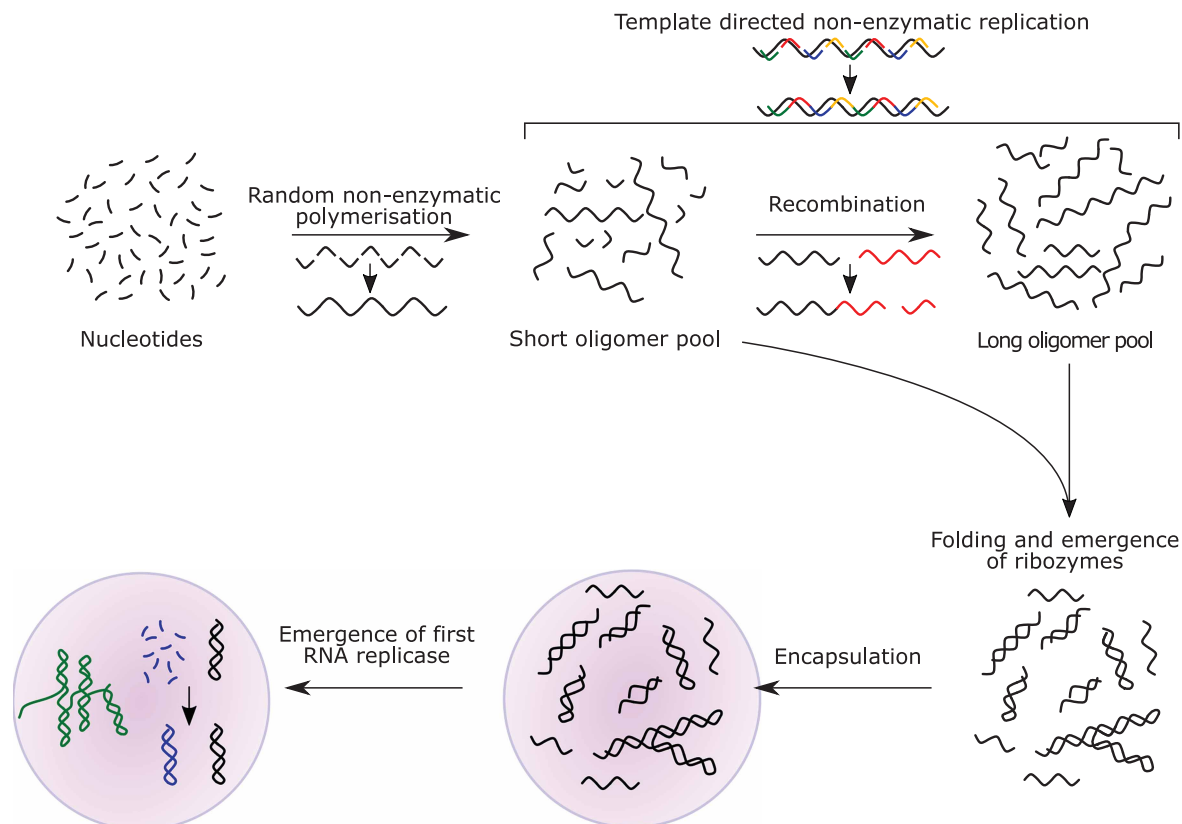 Template directed non-enzymatic replication
Random non-enzymatic
polymerisation
Recombination
Nucleotides
Short oligomer pool
Long oligomer pool
Folding and emergence
of ribozymes
Emergence of first
RNA replicase
Encapsulation